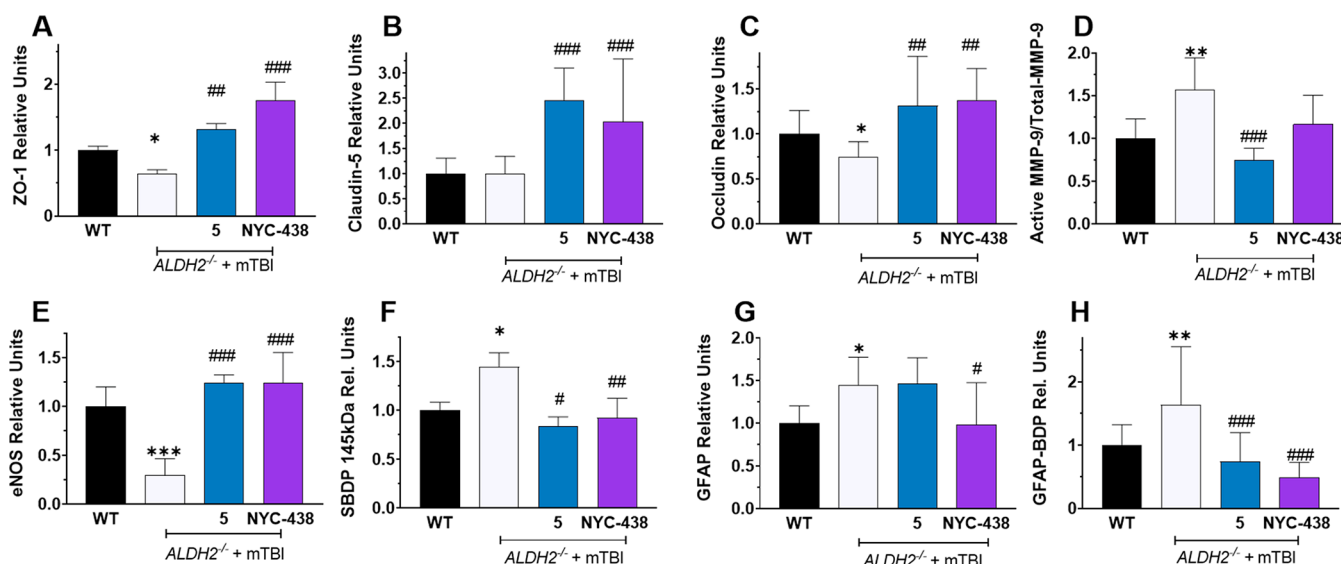 A
ZO-1 Relative Units
2
1
0
*
##
###
WT
5
NYC-438
ALDH2-/- + mTBI
B
Claudin-5 Relative Units
3.0
2.5
2.0
1.5
1.0
0.5
0.0
###
###
WT
5
NYC-438
ALDH2-/- + mTBI
C
Occludin Relative Units
1.5
1.0
0.5
0.0
*
##
##
WT
5
NYC-438
ALDH2-/- + mTBI
D
Active MMP-9/Total-MMP-9
2.0
1.5
1.0
0.5
0.0
**
###
WT
5
NYC-438
ALDH2-/- + mTBI
E
eNOS Relative Units
1.5
1.0
0.5
0.0
***
###
###
WT
5
NYC-438
ALDH2-/- + mTBI
F
SBDP 145kDa Rel. Units
1.5
1.0
0.5
0.0
*
#
##
WT
5
NYC-438
ALDH2-/- + mTBI
G
GFAP Relative Units
2.0
1.5
1.0
0.5
0.0
*
#
WT
5
NYC-438
ALDH2-/- + mTBI
H
GFAP-BDP Rel. Units
2
1
0
**
###
###
WT
5
NYC-438
ALDH2-/- + mTBI